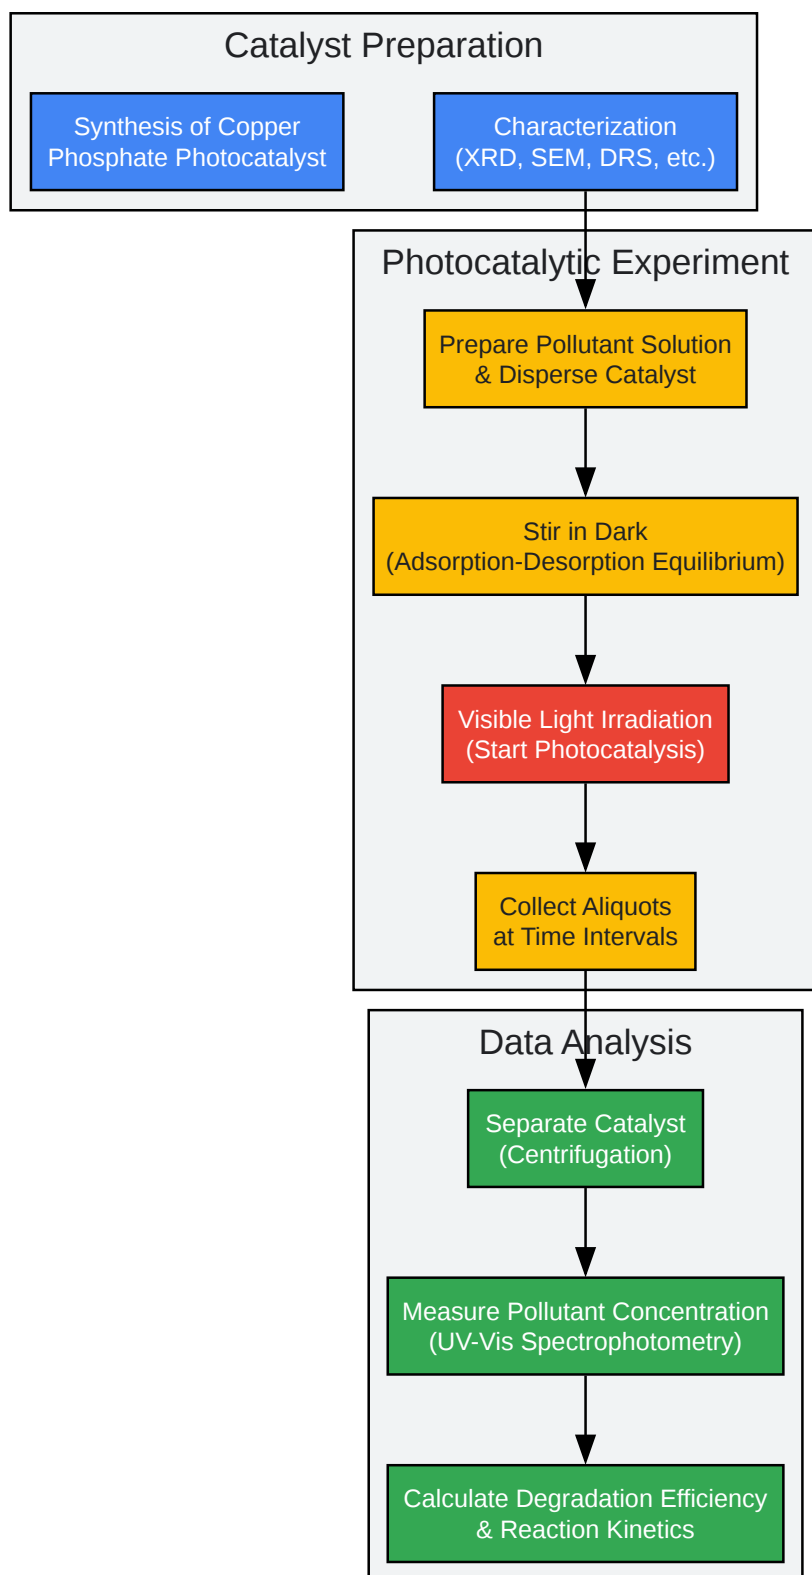 Catalyst Preparation
Synthesis of Copper
Phosphate Photocatalyst
Characterization
(XRD, SEM, DRS, etc.)
Photocatalytic Experiment
Prepare Pollutant Solution
& Disperse Catalyst
Stir in Dark
(Adsorption-Desorption Equilibrium)
Visible Light Irradiation
(Start Photocatalysis)
Collect Aliquots
at Time Intervals
Data Analysis
Separate Catalyst
(Centrifugation)
Measure Pollutant Concentration
(UV-Vis Spectrophotometry)
Calculate Degradation Efficiency
& Reaction Kinetics